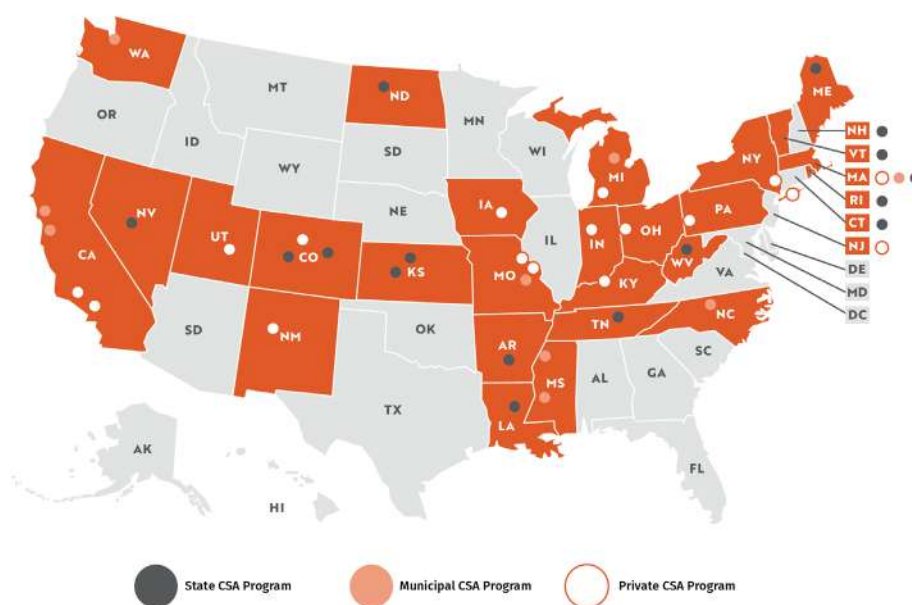 WA
MT
ND
MN
OR
ID
SD
WI
WY
NE
IA
MI
NY
ME
NH
VT
MA
RI
CT
NJ
DE
MD
DC
NV
UT
CO
KS
MO
IL
IN
OH
PA
WV
VA
KY
CA
SD
NM
OK
AR
TN
NC
SC
MS
AL
GA
TX
LA
FL
AK
HI
State CSA Program
Municipal CSA Program
Private CSA Program